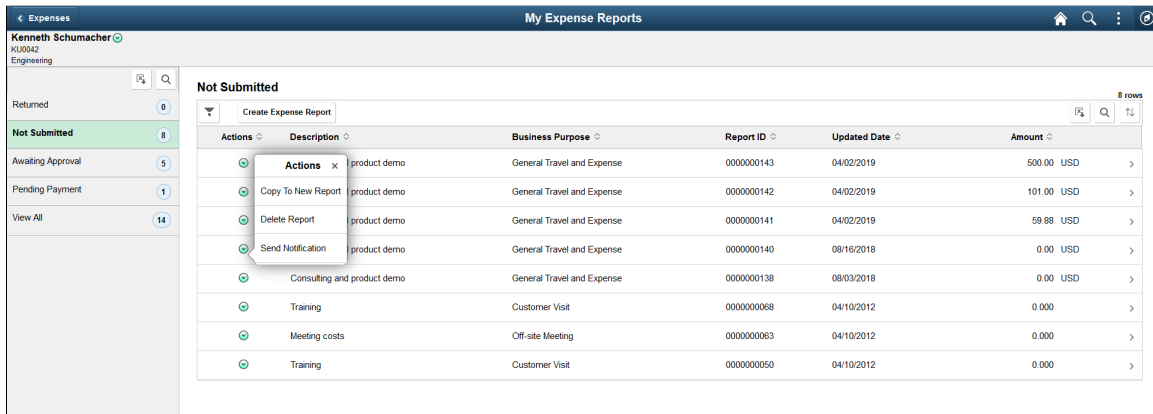 Expenses
My Expense Reports
Kenneth Schumacher
KU0042
Engineering
Returned 0
Not Submitted 8
Awaiting Approval 5
Pending Payment 1
View All 14
Not Submitted
8 rows
Create Expense Report
Actions Description Business Purpose Report ID Updated Date Amount
product demo General Travel and Expense 0000000143 04/02/2019 500.00 USD
product demo General Travel and Expense 0000000142 04/02/2019 101.00 USD
product demo General Travel and Expense 0000000141 04/02/2019 59.88 USD
product demo General Travel and Expense 0000000140 08/16/2018 0.00 USD
Consulting and product demo General Travel and Expense 0000000138 08/03/2018 0.00 USD
Training Customer Visit 0000000068 04/10/2012 0.000
Meeting costs Off-site Meeting 0000000063 04/10/2012 0.000
Training Customer Visit 0000000050 04/10/2012 0.000
Actions ×
Copy To New Report
Delete Report
Send Notification